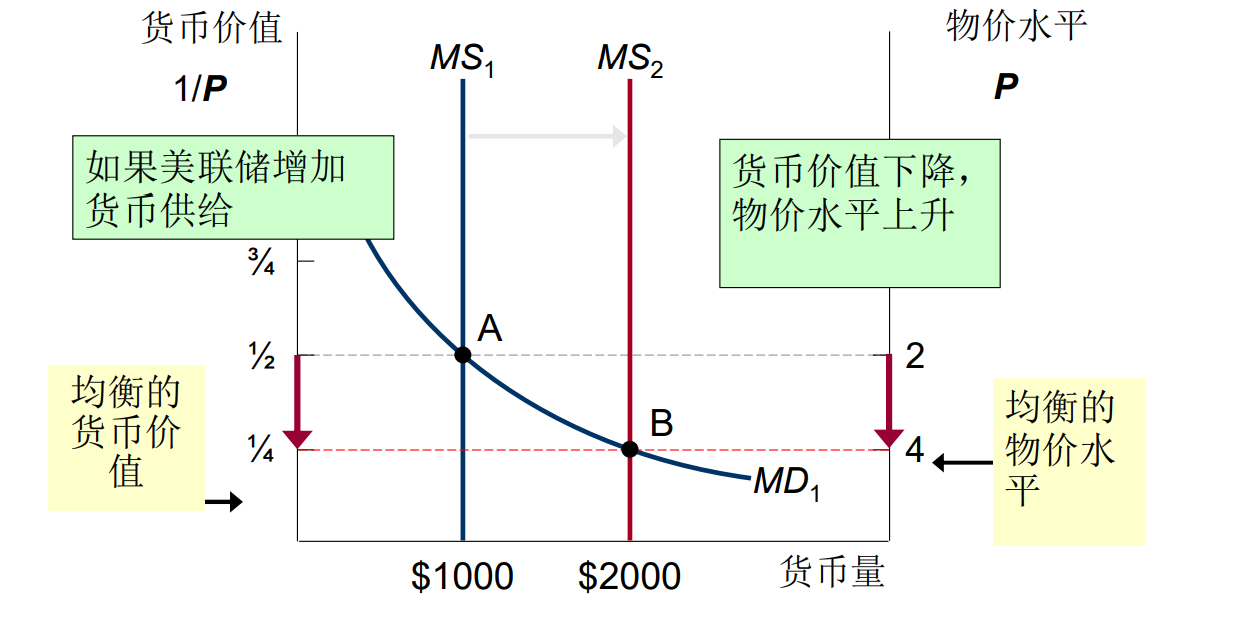 货币价值
物价水平
1/P
P
MS1
MS2
如果美联储增加
货币供给
货币价值下降，
物价水平上升
¾
A
½
2
均衡的
货币价
值
均衡的
物价水
平
B
¼
4
MD1
$1000
$2000
货币量